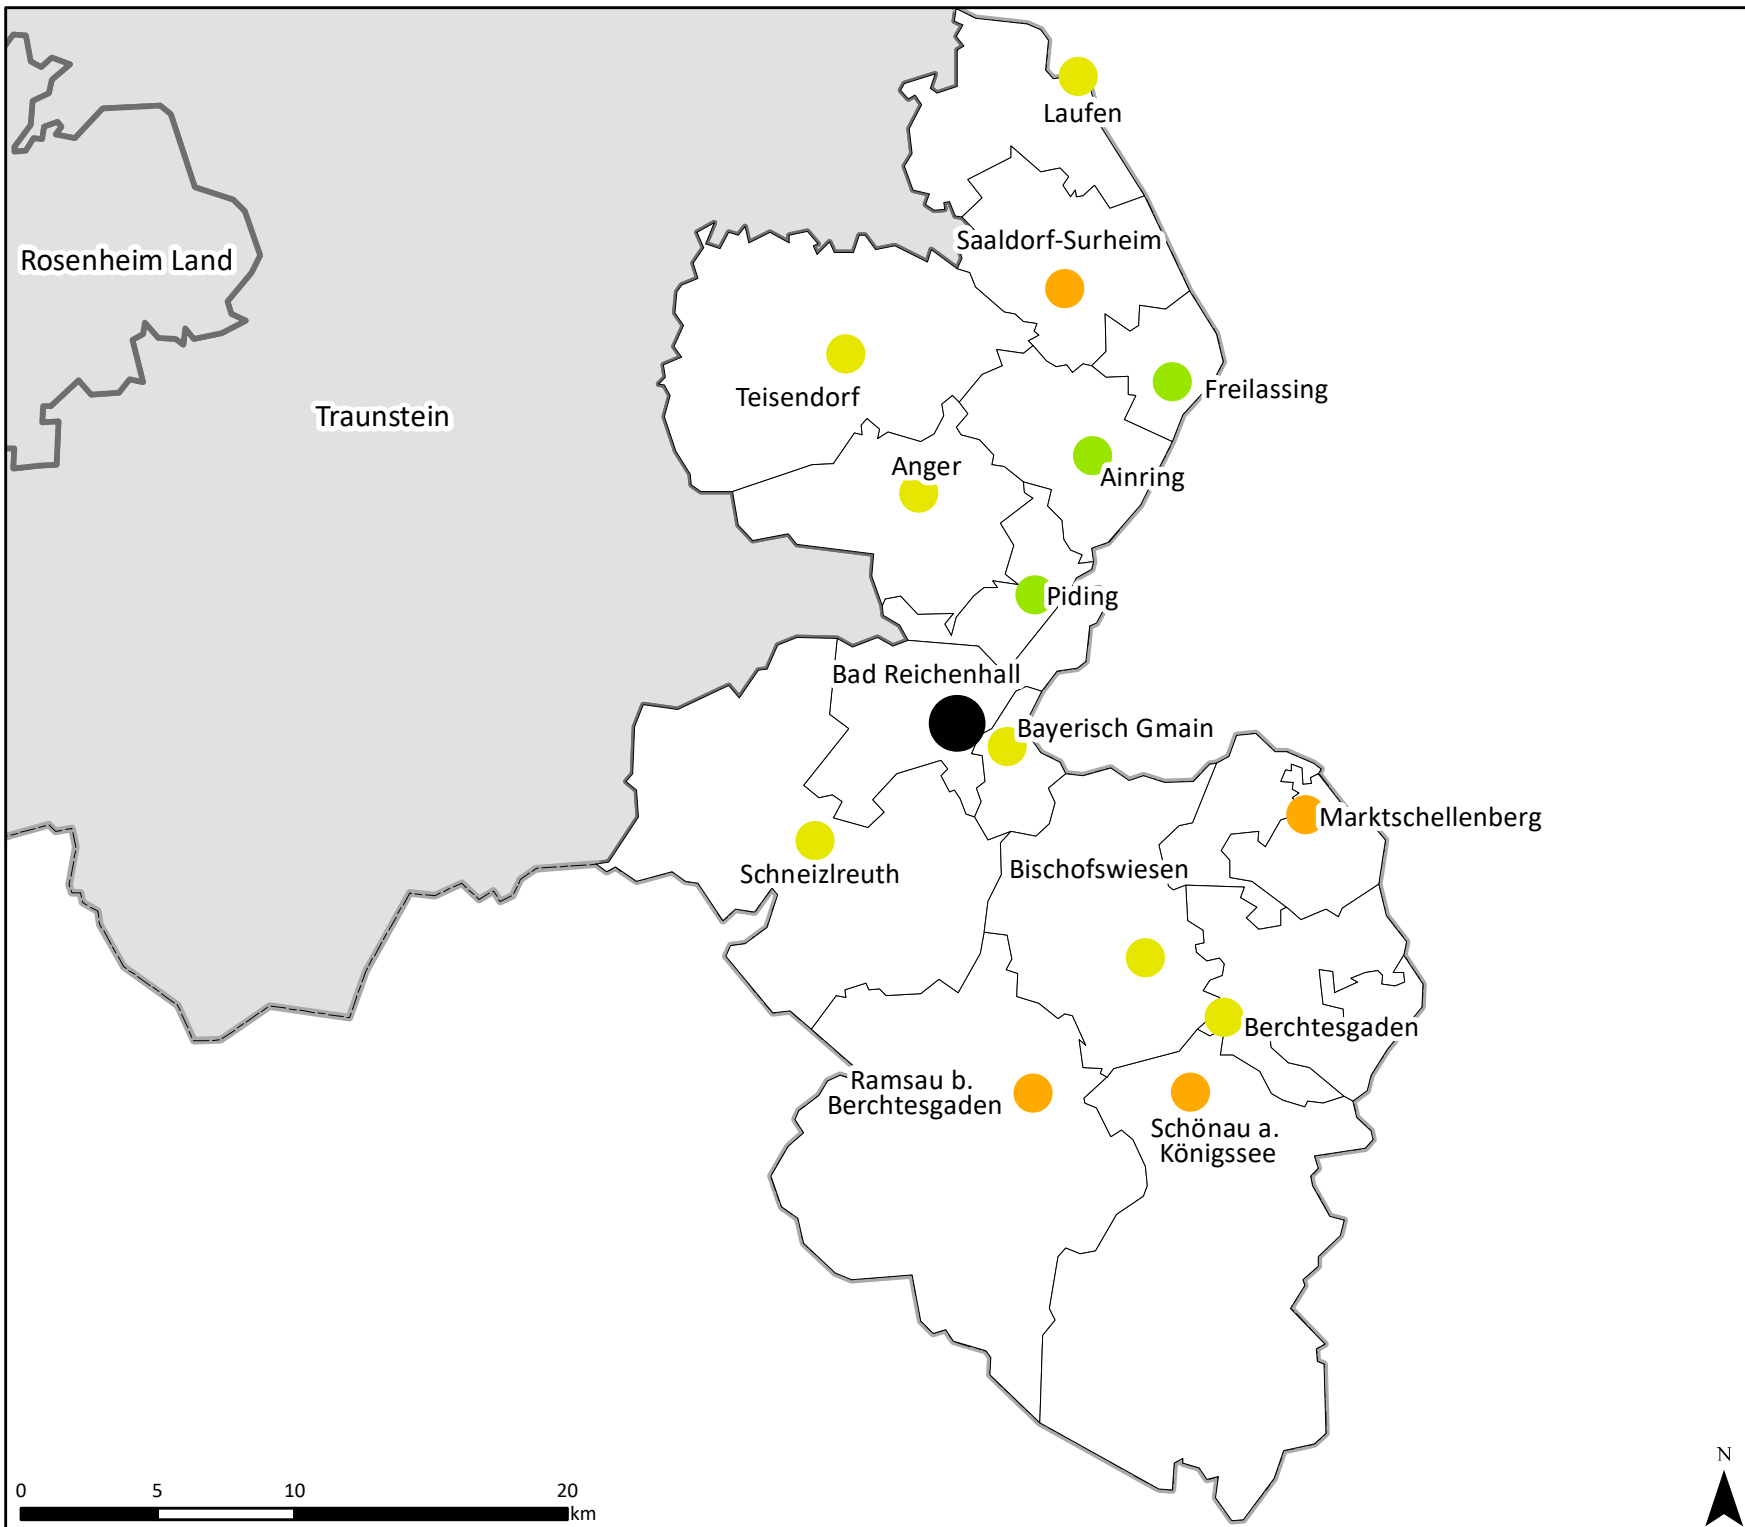 Laufen
Saaldorf-Surheim
Rosenheim Land
Freilassing
Teisendorf
Traunstein
Anger
Ainring
Piding
Bad Reichenhall
Bayerisch Gmain
Marktschellenberg
Bischofswiesen
Schneizlreuth
Berchtesgaden
Ramsau b.
Berchtesgaden
Schönau a.
Königssee
N
0 5 10 20
km